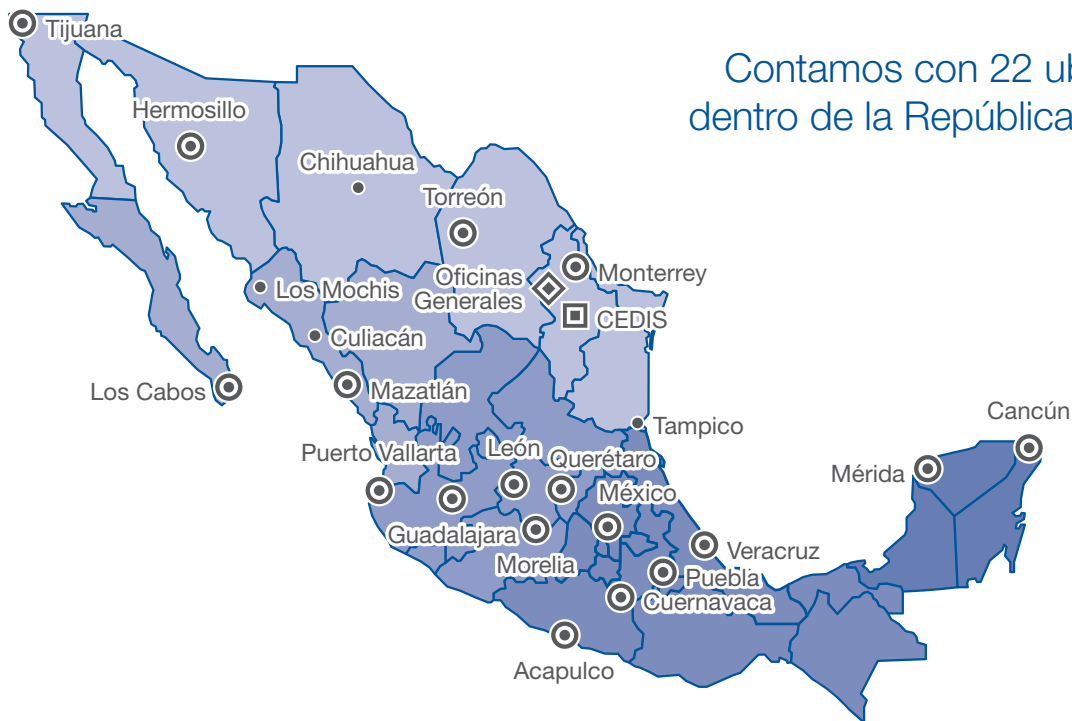 Tijuana
Contamos con 22
dentro de la República
Hermosillo
Chihuahua
Torreón
Oficinas
Generales
Monterrey
CEDIS
Los Mochis
Culiacán
Los Cabos
Mazatlán
Tampico
Cancún
Puerto Vallarta
León
Querétaro
Mérida
México
Guadalajara
Morelia
Veracruz
Puebla
Cuernavaca
Acapulco